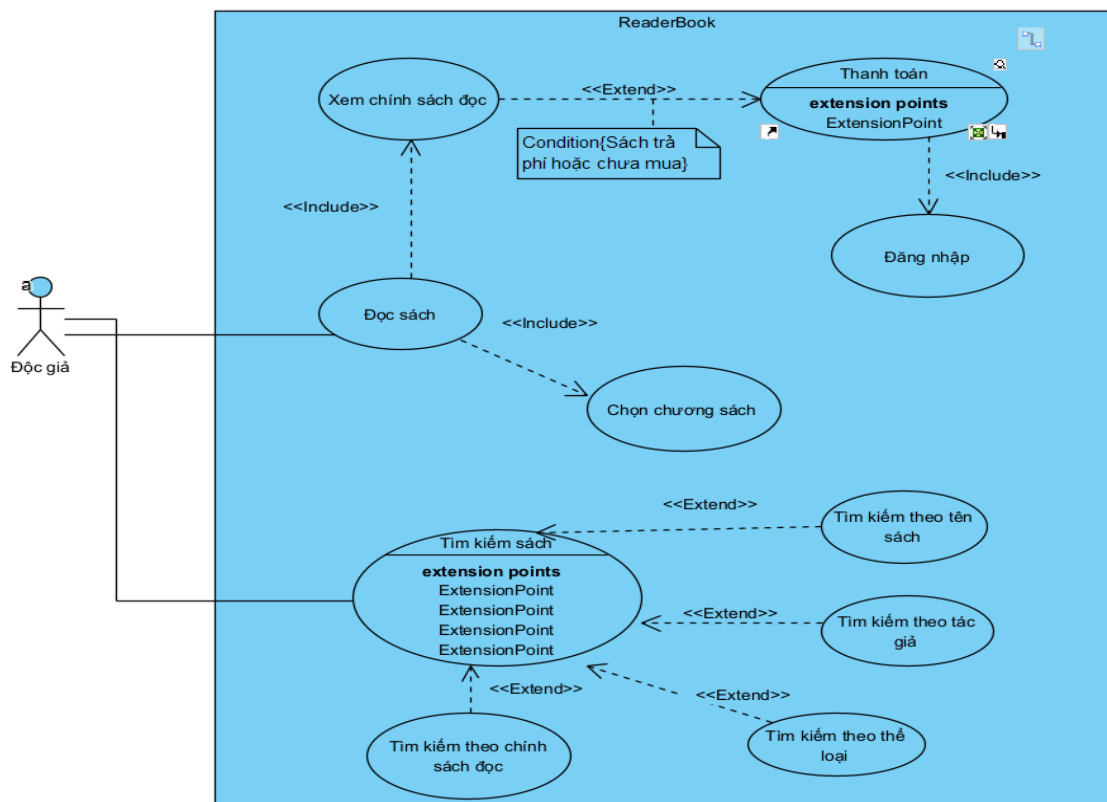 ReaderBook
Xem chính sách đọc
<<Extend>>
Thanh toán
extension points
ExtensionPoint
Condition{Sách trả
phí hoặc chưa mua}
<<Include>>
<<Include>>
Đăng nhập
a
Độc giả
Đọc sách
<<Include>>
Chọn chương sách
<<Extend>>
Tìm kiếm theo tên
sách
Tìm kiếm sách
extension points
ExtensionPoint
ExtensionPoint
ExtensionPoint
ExtensionPoint
<<Extend>>
Tìm kiếm theo tác
giả
<<Extend>>
<<Extend>>
Tìm kiếm theo thể
loại
Tìm kiếm theo chính
sách đọc